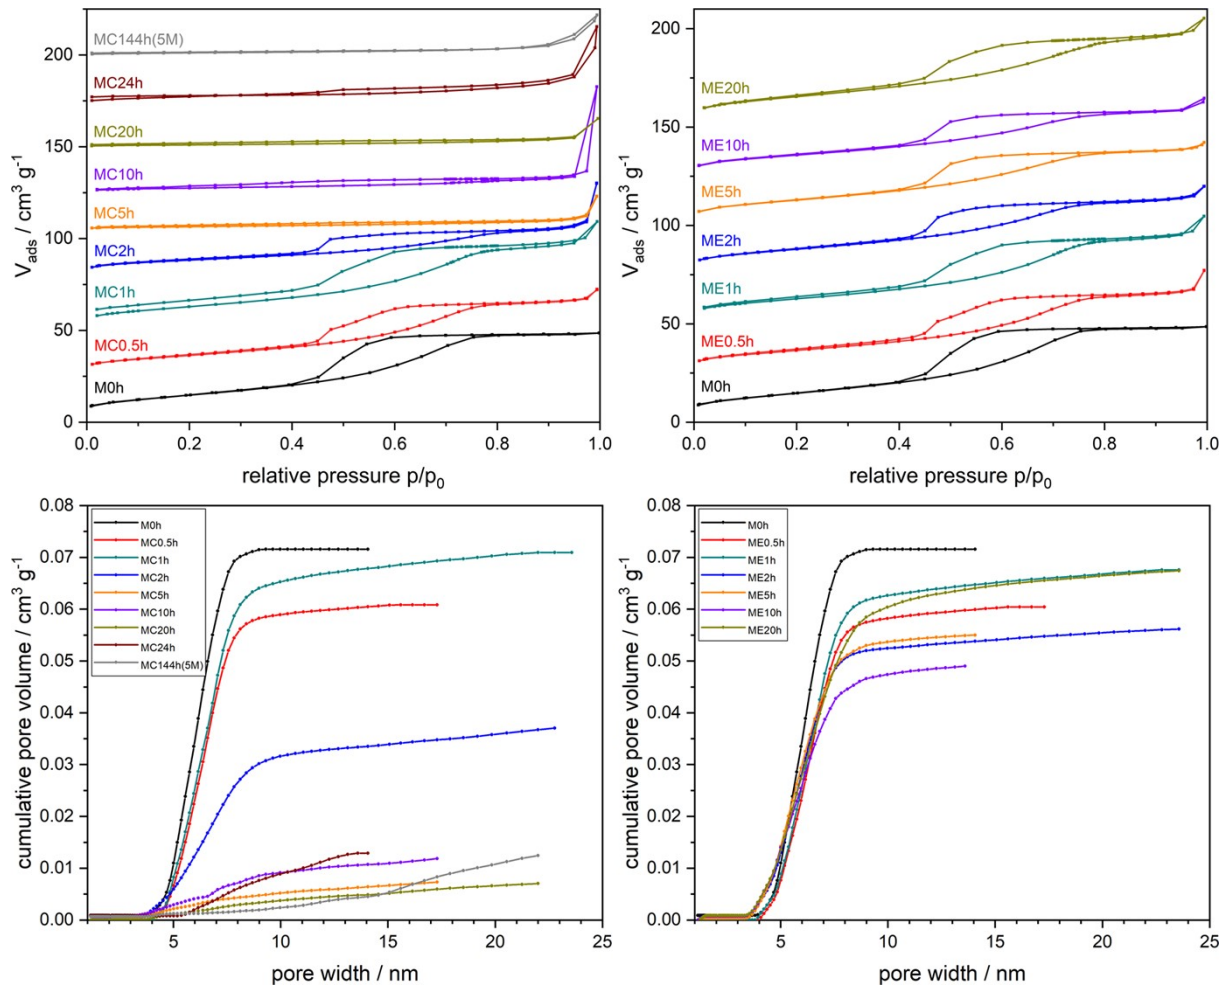 MC144h(5M)
MC24h
MC20h
MC10h
MC5h
MC2h
MC1h
MC0.5h
M0h
200
150
100
50
0
V_ads / cm³ g⁻¹
0.0
0.2
0.4
0.6
0.8
1.0
relative pressure p/p₀
ME20h
ME10h
ME5h
ME2h
ME1h
ME0.5h
M0h
200
150
100
50
0
V_ads / cm³ g⁻¹
0.0
0.2
0.4
0.6
0.8
1.0
relative pressure p/p₀
M0h
MC0.5h
MC1h
MC2h
MC5h
MC10h
MC20h
MC24h
MC144h(5M)
0.08
0.07
0.06
0.05
0.04
0.03
0.02
0.01
0.00
cumulative pore volume / cm³ g⁻¹
5
10
15
20
25
pore width / nm
M0h
ME0.5h
ME1h
ME2h
ME5h
ME10h
ME20h
0.08
0.07
0.06
0.05
0.04
0.03
0.02
0.01
0.00
cumulative pore volume / cm³ g⁻¹
5
10
15
20
25
pore width / nm